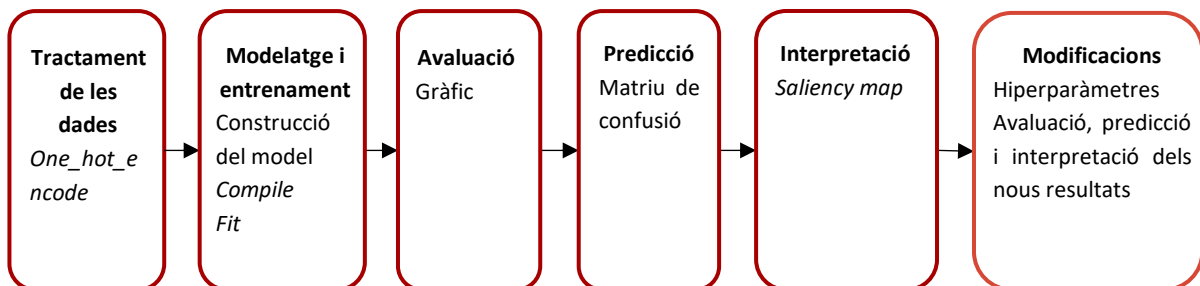 Tractament
de les
dades
One_hot_e
ncode
Modelatge i
entrenament
Construcció
del model
Compile
Fit
Avaluació
Gràfic
Predicció
Matriu de
confusió
Interpretació
Saliency map
Modificacions
Hiperparàmetres
Avaluació, predicció
i interpretació dels
nous resultats